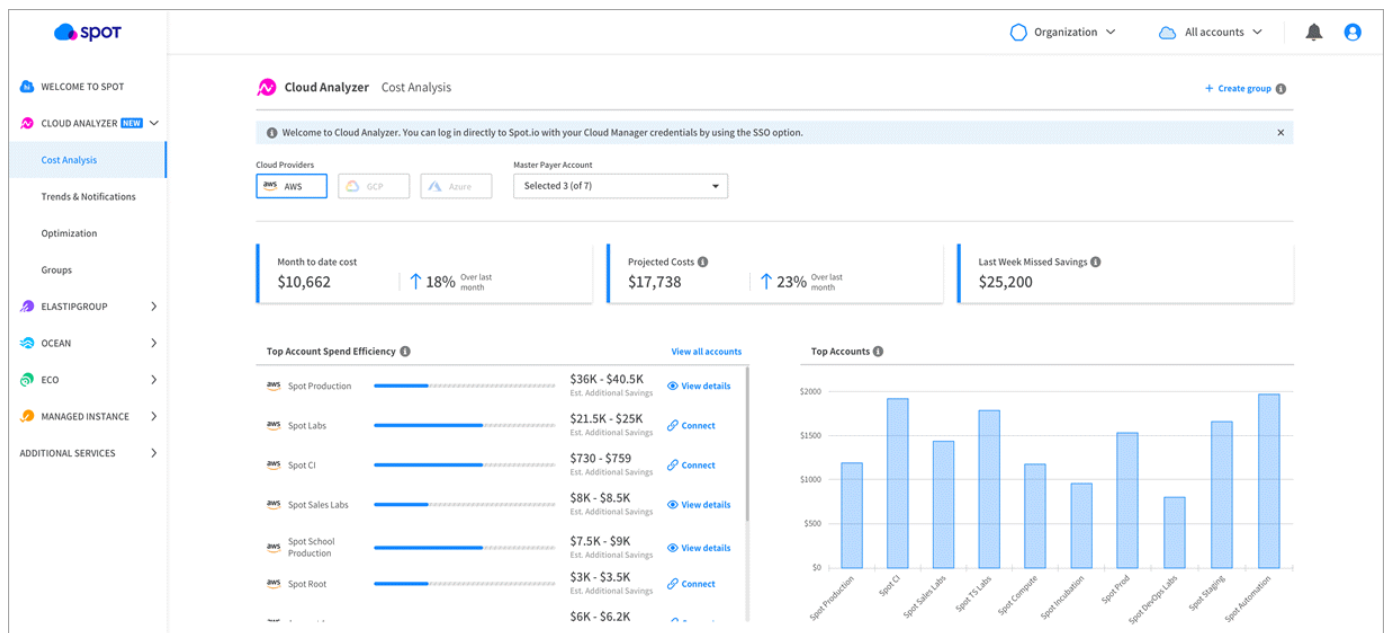 spot
Organization
All accounts
WELCOME TO SPOT
CLOUD ANALYZER NEW
Cost Analysis
Trends & Notifications
Optimization
Groups
ELASTIPGROUP
OCEAN
ECO
MANAGED INSTANCE
ADDITIONAL SERVICES
Cloud Analyzer Cost Analysis
+ Create group
Welcome to Cloud Analyzer. You can log in directly to Spot.io with your Cloud Manager credentials by using the SSO option.
Cloud Providers
aws AWS
GCP
Azure
Master Payer Account
Selected 3 (of 7)
Month to date cost
$10,662
18% Over last
month
Projected Costs
$17,738
23% Over last
month
Last Week Missed Savings
$25,200
Top Account Spend Efficiency
View all accounts
aws Spot Production $36K - $40.5K View details
Est. Additional Savings
aws Spot Labs $21.5K - $25K Connect
Est. Additional Savings
aws Spot CI $730 - $759 Connect
Est. Additional Savings
aws Spot Sales Labs $8K - $8.5K View details
Est. Additional Savings
aws Spot School
Production $7.5K - $9K View details
Est. Additional Savings
aws Spot Root $3K - $3.5K Connect
Est. Additional Savings
$6K - $6.2K
Top Accounts
$2000
$1500
$1000
$500
$0
Spot Production
Spot CI
Spot Sales Labs
Spot TS Labs
Spot Compute
Spot Incubation
Spot Prod
Spot DevOps Labs
Spot Staging
Spot Automation